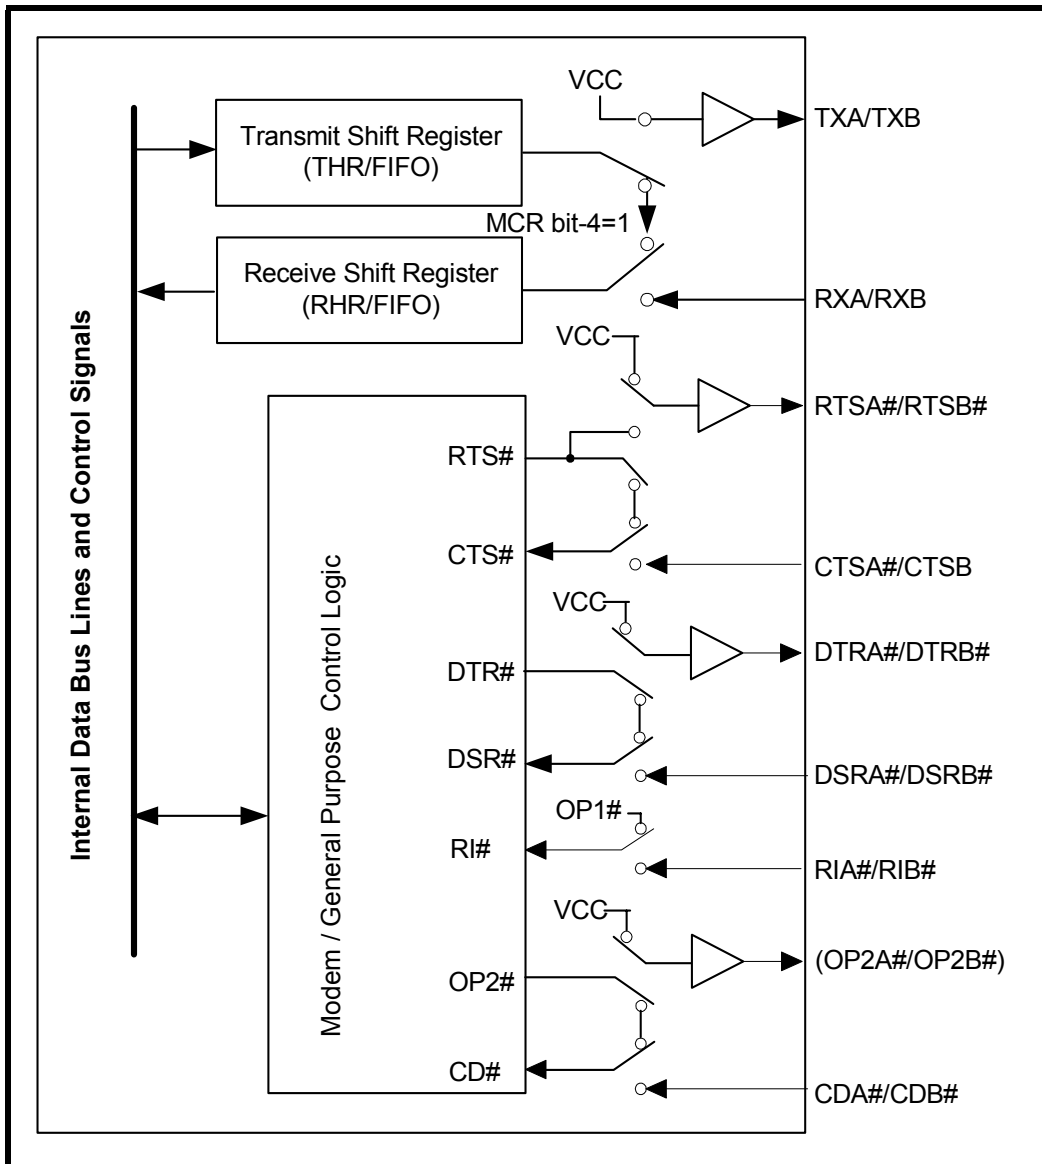 VCC
TXA/TXB
Transmit Shift Register
(THR/FIFO)
MCR bit-4=1
Receive Shift Register
(RHR/FIFO)
RXA/RXB
VCC
RTSA#/RTSB#
RTS#
CTS#
CTSA#/CTSB
VCC
DTRA#/DTRB#
DTR#
DSR#
DSRA#/DSRB#
OP1#
RI#
RIA#/RIB#
VCC
(OP2A#/OP2B#)
OP2#
CD#
CDA#/CDB#
Internal Data Bus Lines and Control Signals
Modem / General Purpose Control Logic